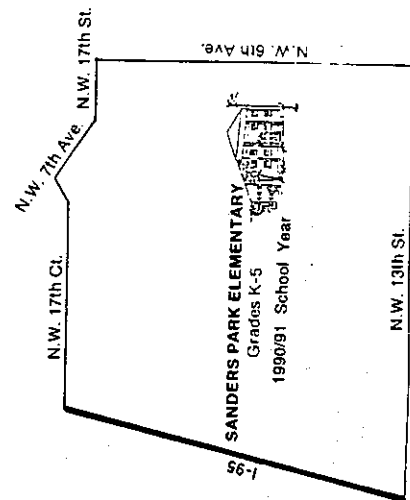 N.W. 17th St.
N.W. 7th Ave.
N.W. 17th Ct.
N.W. 6th Ave.
SANDERS PARK ELEMENTARY
Grades K-5
1990/91 School Year
I-95
N.W. 13th St.